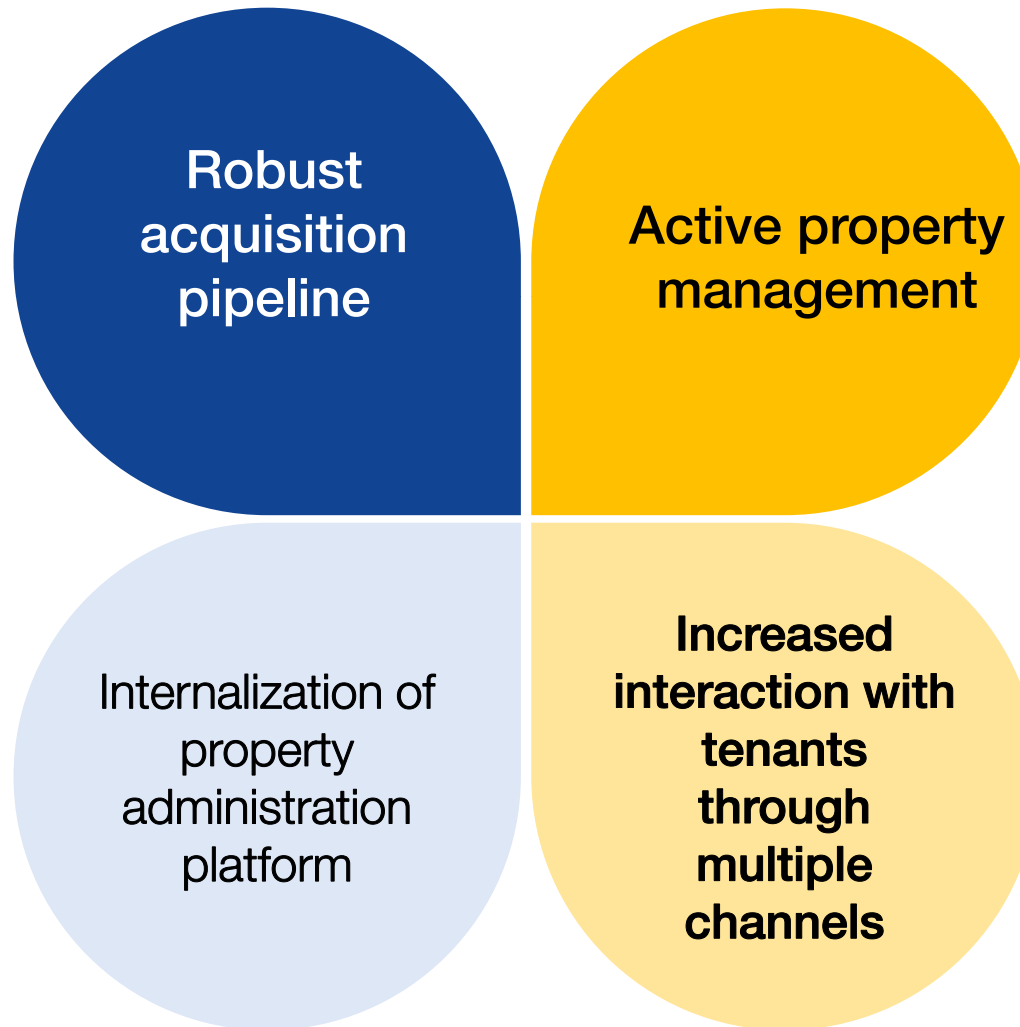 Robust
acquisition
pipeline
Active property
management
Internalization of
property
administration
platform
Increased
interaction with
tenants
through
multiple
channels